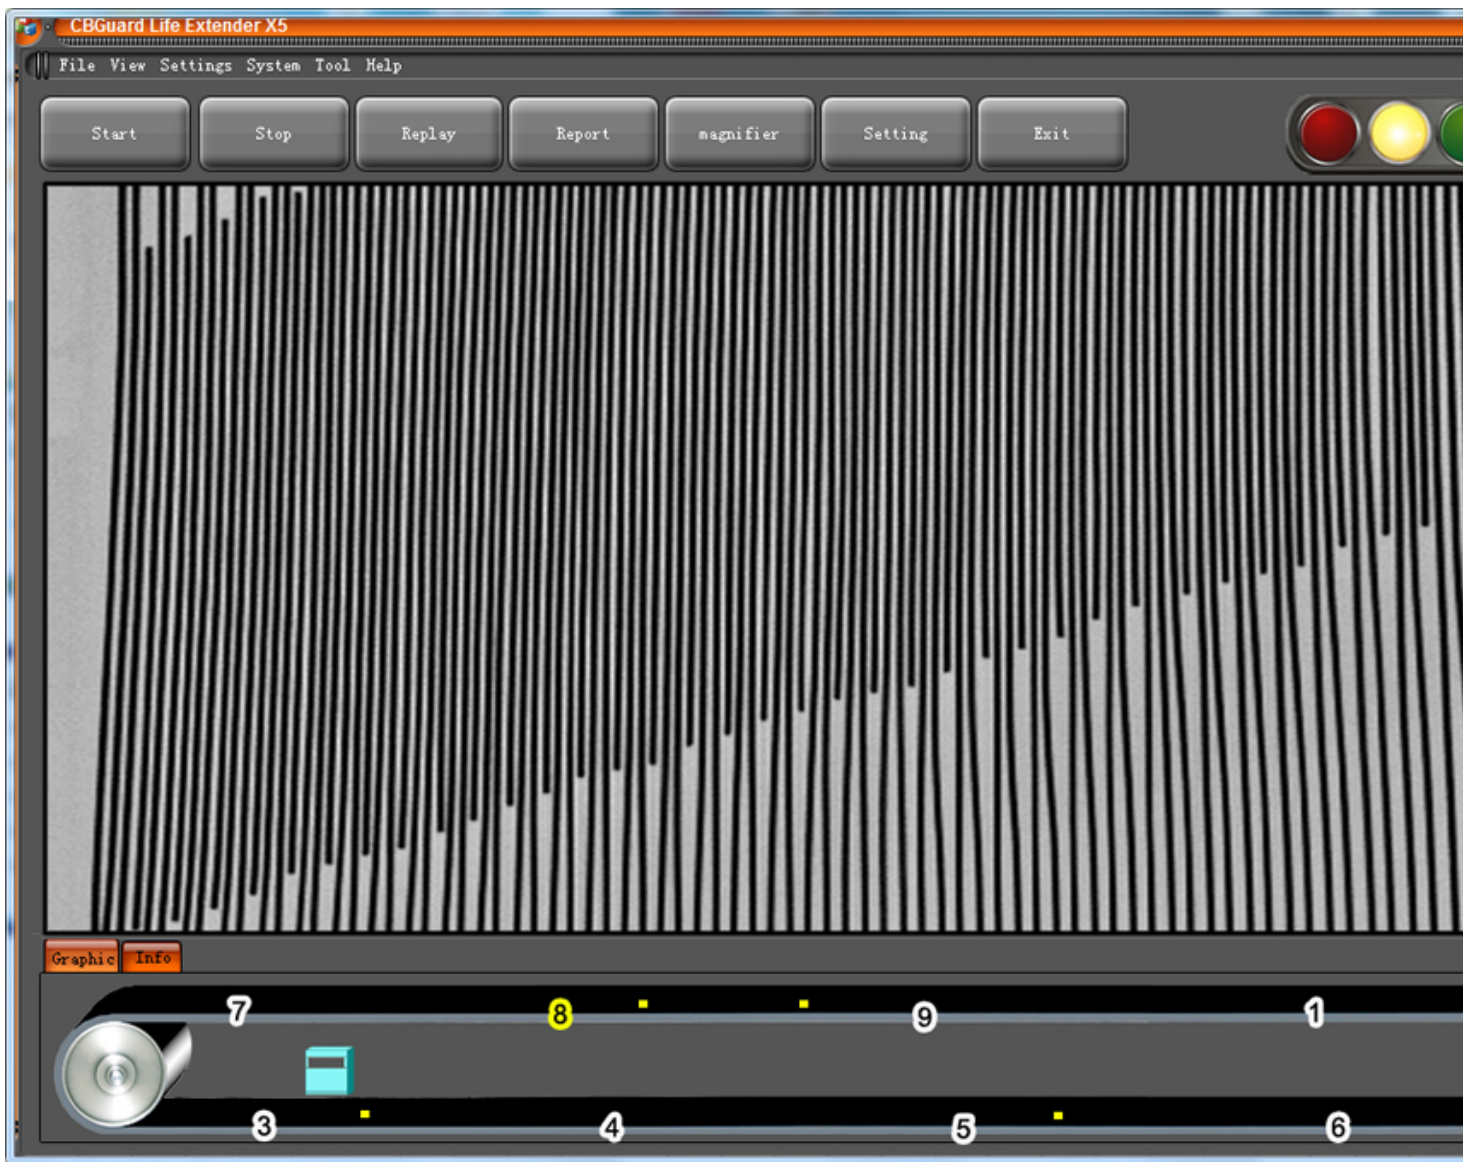 CBGuard Life Extender X5
File View Settings System Tool Help
Start Stop Replay Report magnifier Setting Exit
Graphic Info
7 8 9 1
3 4 5 6